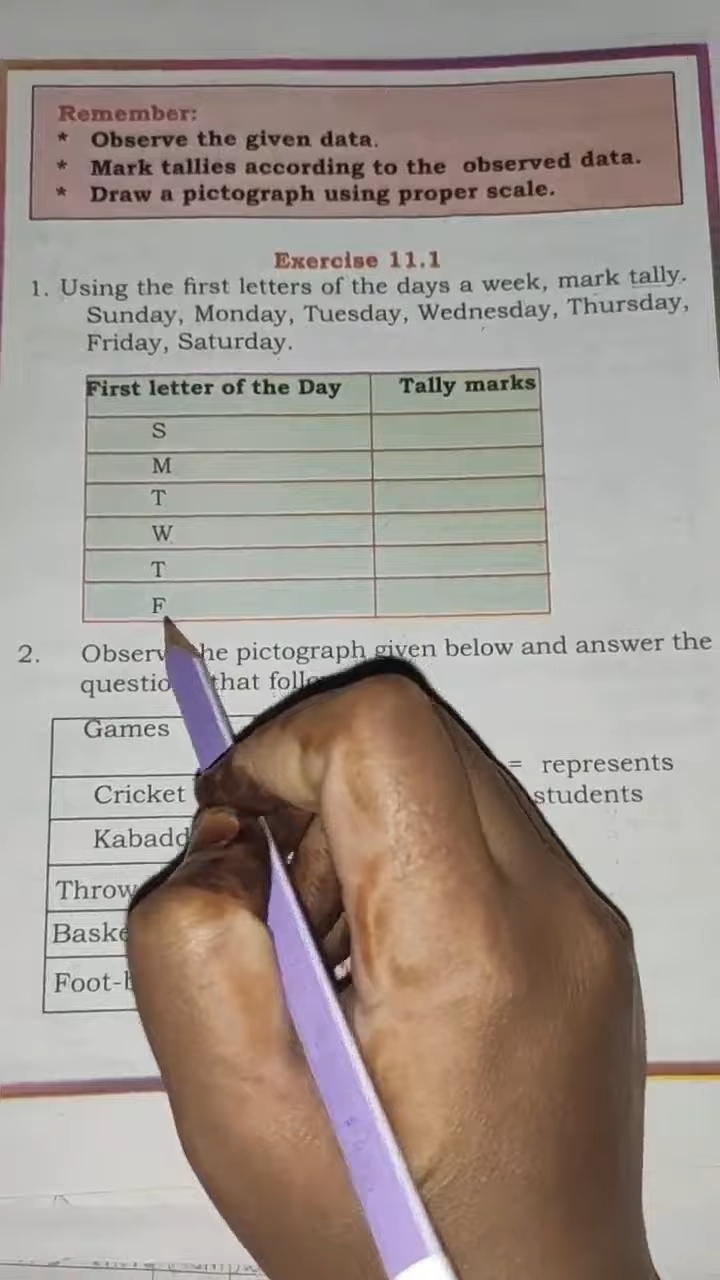 Remember:
* Observe the given data.
* Mark tallies according to the observed data.
* Draw a pictograph using proper scale.
Exercise 11.1
1. Using the first letters of the days a week, mark tally.
Sunday, Monday, Tuesday, Wednesday, Thursday,
Friday, Saturday.
First letter of the Day Tally marks
S
M
T
W
T
F
2. the pictograph given below and answer the
that
Games
= represents
Cricket students